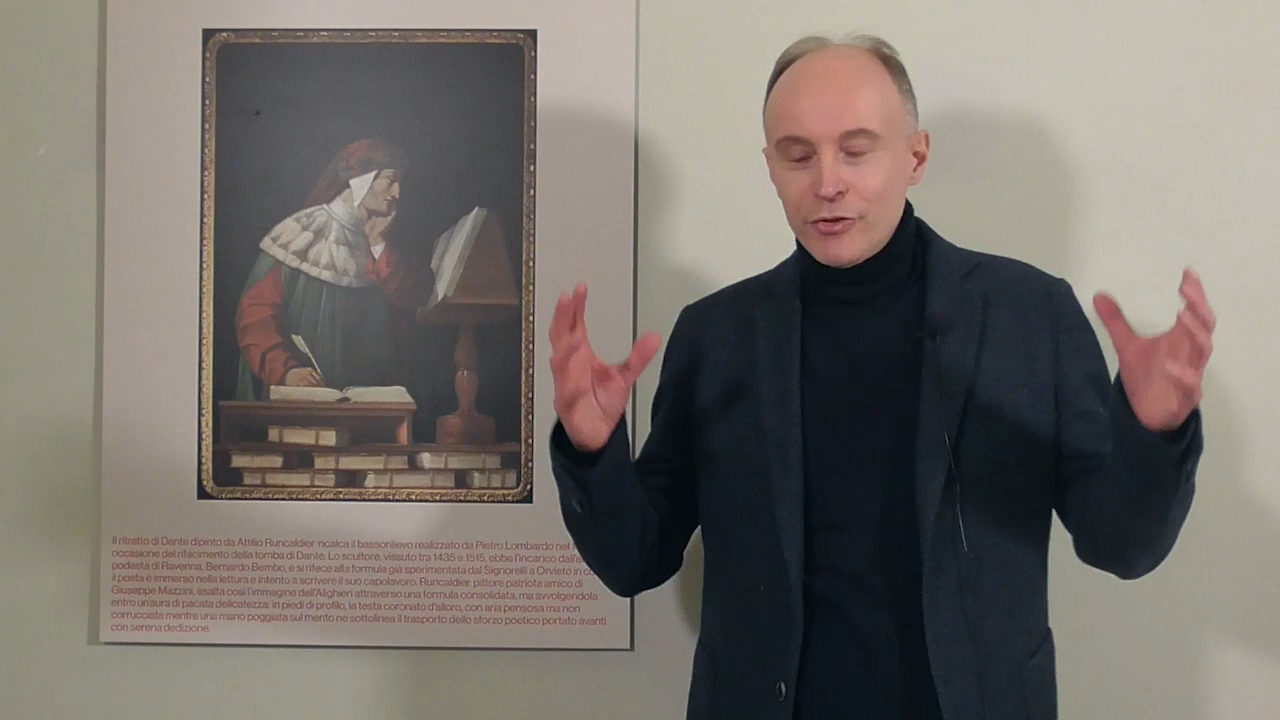 Il ritratto di Dante dipinto da Attilio Runcaldier, ricalca il bassorilievo realizzato da Pietro Lombardo nel
occasione del rifacimento della tomba di Dante. Lo scultore, vissuto tra 1435 e 1515, ebbe l'incarico
podestà di Ravenna, Bernardo Bembo, e si rifece alla formula già sperimentata dal Signorelli a Orvieto in
il poeta è immerso nella lettura e intento a scrivere il suo capolavoro. Runcaldier, pittore patriota amico di
Giuseppe Mazzini, esalta così l'immagine dell'Alighieri attraverso una formula consolidata, ma avvolgendola
entro un'aura di pacata delicatezza: in piedi di profilo, la testa coronato d'alloro, con aria pensosa ma non
corrucciata mentre una mano poggiata sul mento ne sottolinea il trasporto dello sforzo poetico portato avanti
con serena dedizione.